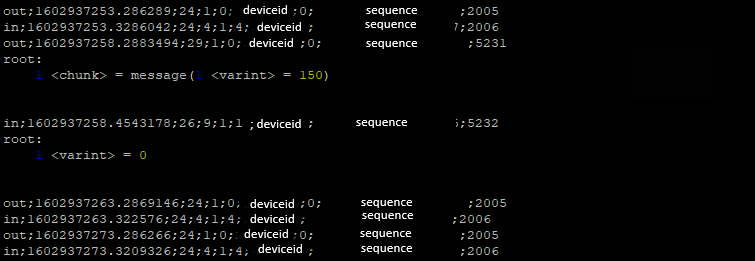 out;1602937253.286289;24;1;0; deviceid ;0; sequence ;2005
in;1602937253.3286042;24;4;1;4; deviceid ; sequence 7;2006
out;1602937258.2883494;29;1;0; deviceid ;0; sequence ;5231
root:
1 <chunk> = message(1 <varint> = 150)
in;1602937258.4543178;26;9;1;1 ;deviceid ; sequence ;5232
root:
1 <varint> = 0
out;1602937263.2869146;24;1;0; deviceid ;0; sequence ;2005
in;1602937263.322576;24;4;1;4; deviceid ; sequence ;2006
out;1602937273.286266;24;1;0; deviceid ;0; sequence ;2005
in;1602937273.3209326;24;4;1;4; deviceid ; sequence ;2006